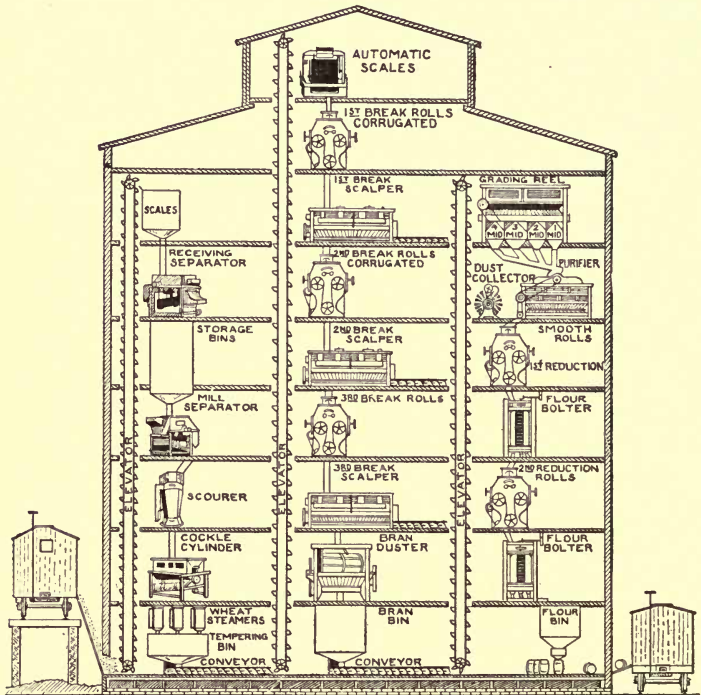 AUTOMATIC
SCALES
1ST BREAK ROLLS
CORRUGATED
1ST BREAK
SCALPER
GRADING REEL
SCALES
4 3 2 1
MID MID MID MID
RECEIVING
SEPARATOR
2ND BREAK ROLLS
CORRUGATED
DUST
COLLECTOR
PURIFIER
STORAGE
BINS
2ND BREAK
SCALPER
SMOOTH
ROLLS
1ST REDUCTION
MILL
SEPARATOR
3RD BREAK ROLLS
FLOUR
BOLTER
ELEVATOR
ELEVATOR
ELEVATOR
SCOURER
3RD BREAK
SCALPER
2ND REDUCTION
ROLLS
COCKLE
CYLINDER
BRAN
DUSTER
FLOUR
BOLTER
WHEAT
STEAMERS
BRAN
BIN
FLOUR
BIN
TEMPERING
BIN
CONVEYOR
CONVEYOR